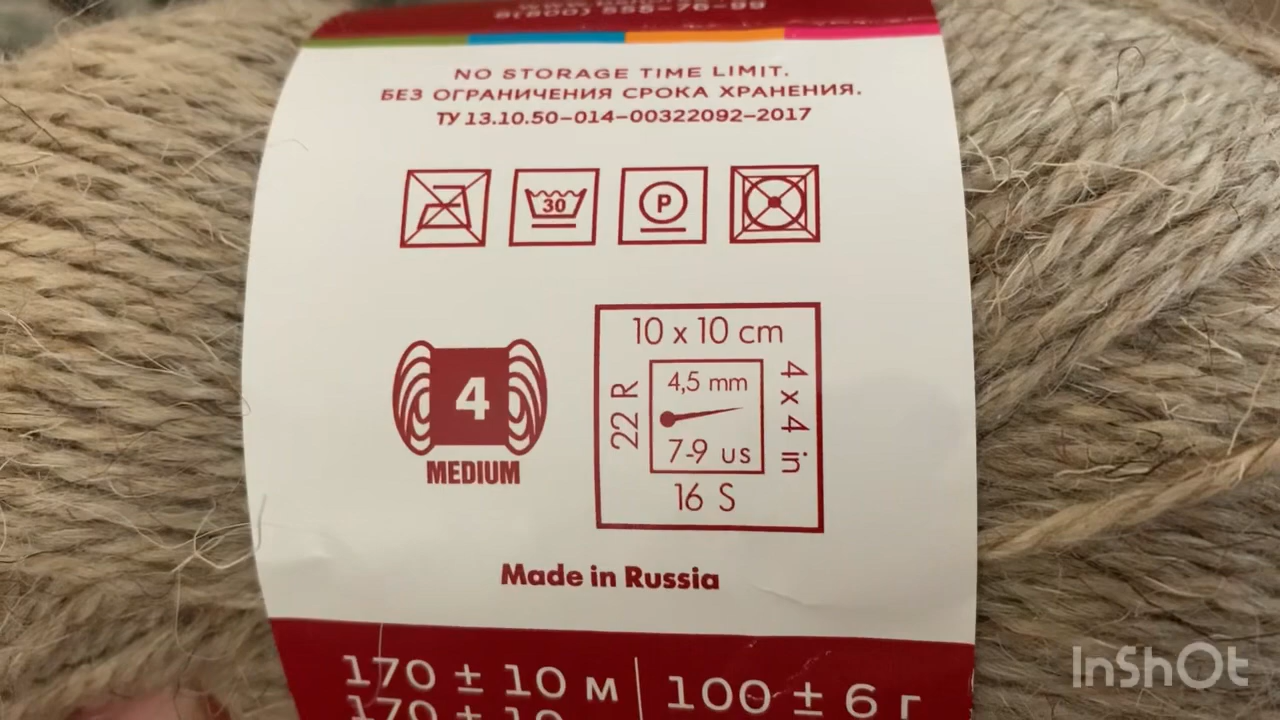 NO STORAGE TIME LIMIT.
БЕЗ ОГРАНИЧЕНИЯ СРОКА ХРАНЕНИЯ.
ТУ 13.10.50-014-00322092-2017
30
P
10 x 10 cm
4,5 mm
4 x 4 in
22 R
7-9 US
16 S
4
MEDIUM
Made in Russia
170 ± 10 м
100 ± 6 г
170 ± 10
InShOt